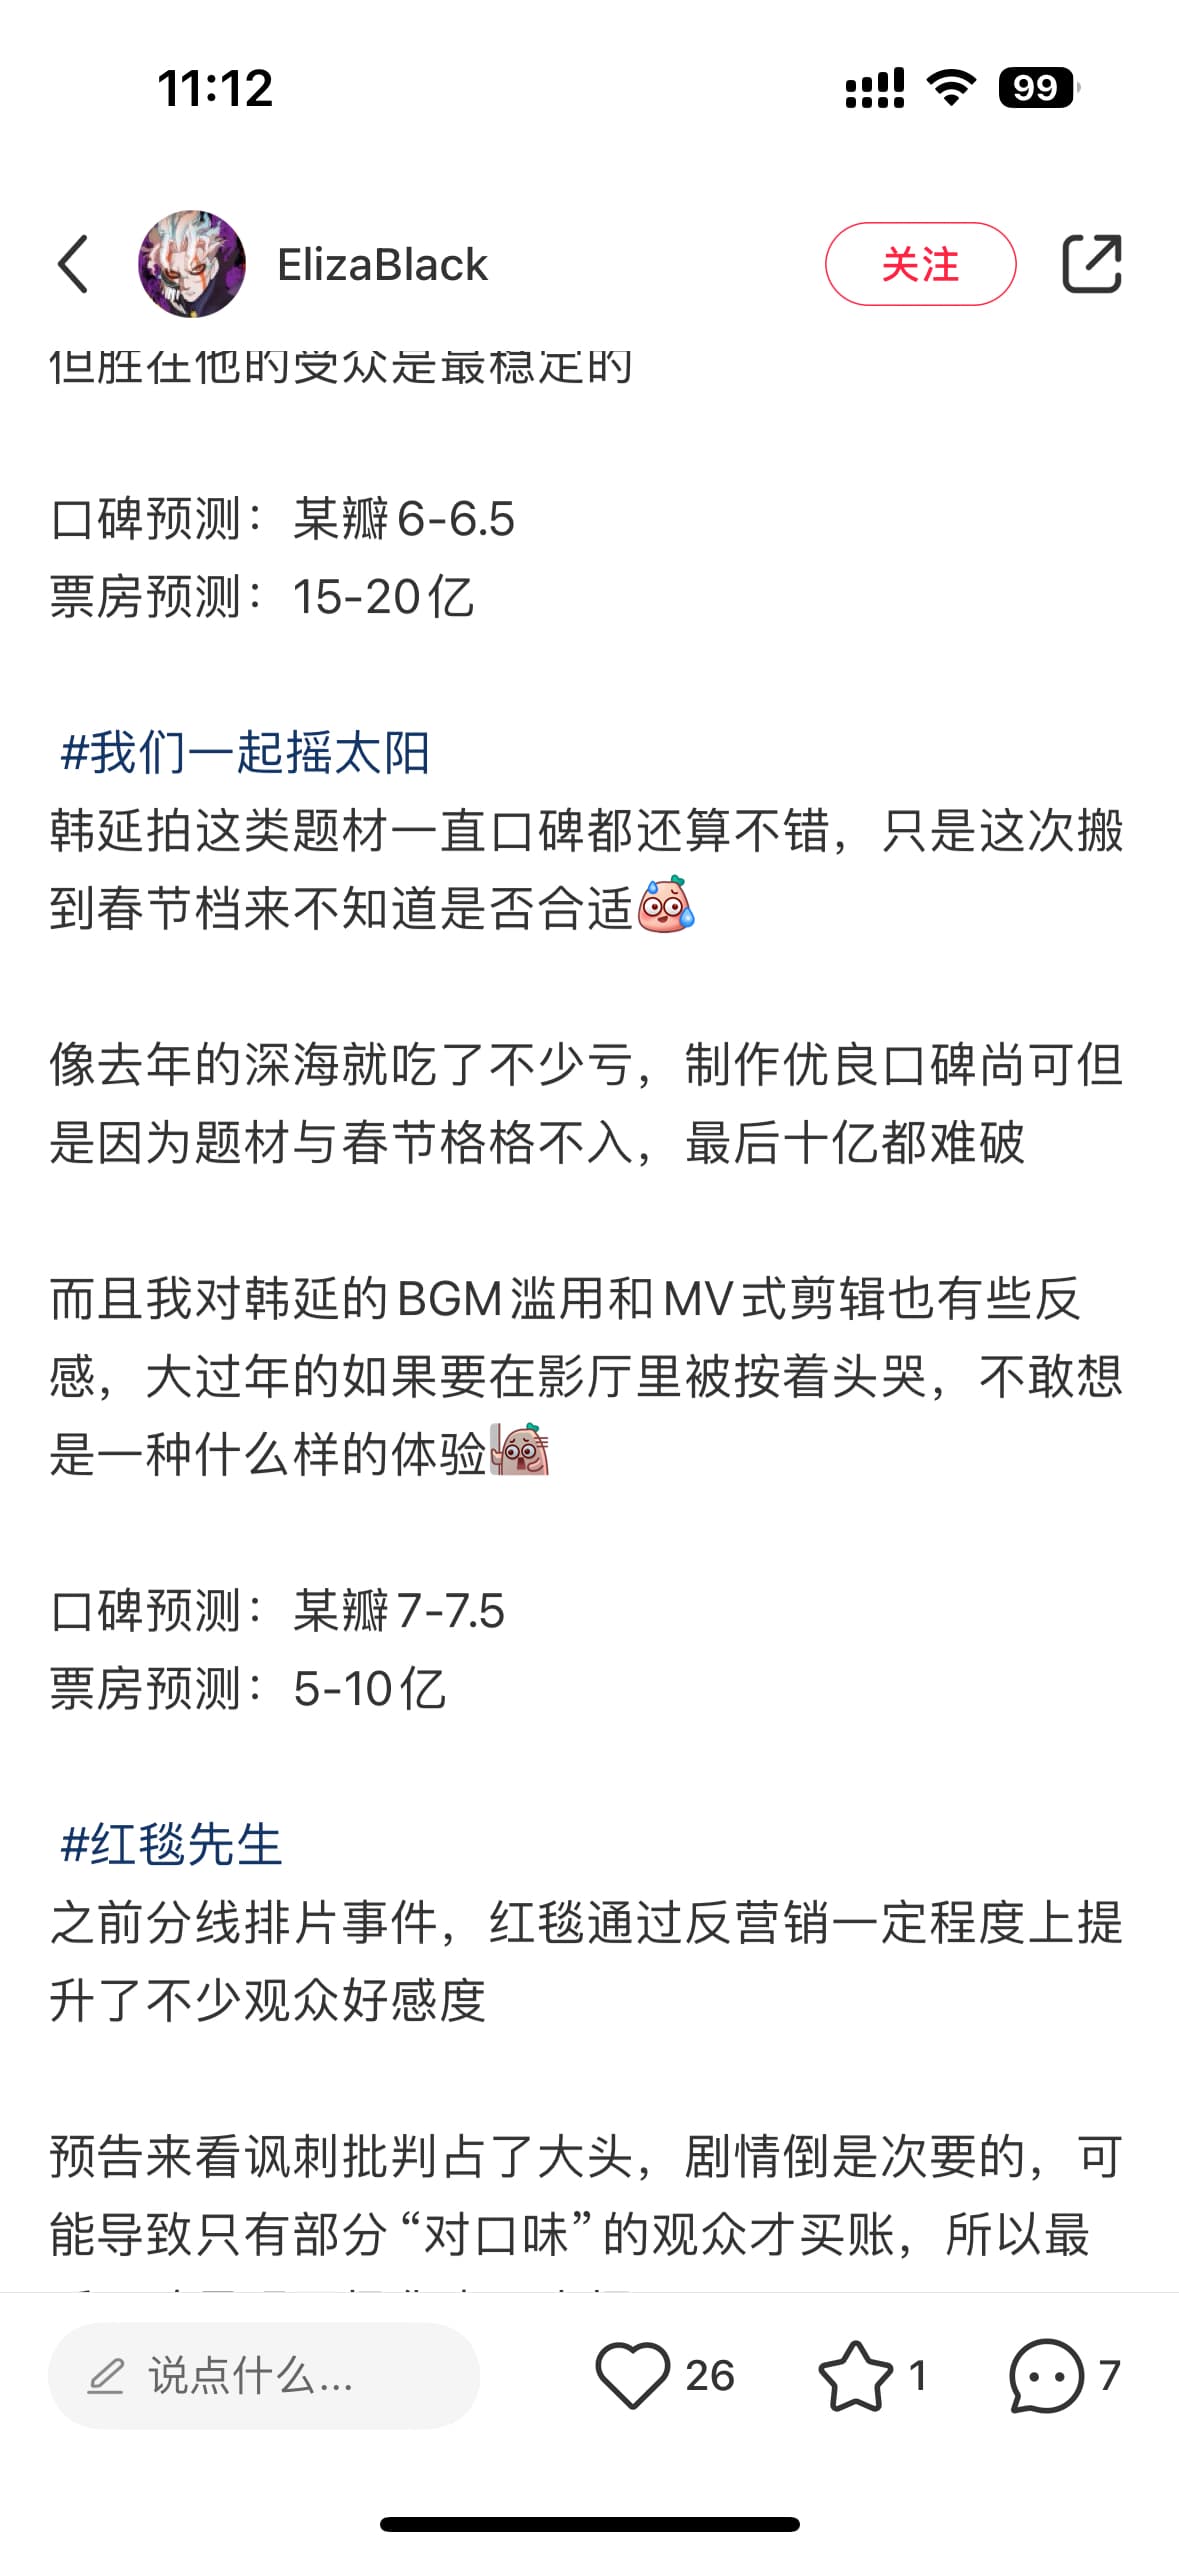 11:12
99
ElizaBlack
关注
但胜在他的受众是最稳定的
口碑预测：某瓣6-6.5
票房预测：15-20亿
#我们一起摇太阳
韩延拍这类题材一直口碑都还算不错，只是这次搬
到春节档来不知道是否合适
像去年的深海就吃了不少亏，制作优良口碑尚可但
是因为题材与春节格格不入，最后十亿都难破
而且我对韩延的BGM滥用和MV式剪辑也有些反
感，大过年的如果要在影厅里被按着头哭，不敢想
是一种什么样的体验
口碑预测：某瓣7-7.5
票房预测：5-10亿
#红毯先生
之前分线排片事件，红毯通过反营销一定程度上提
升了不少观众好感度
预告来看讽刺批判占了大头，剧情倒是次要的，可
能导致只有部分“对口味”的观众才买账，所以最
说点什么...
26
1
7